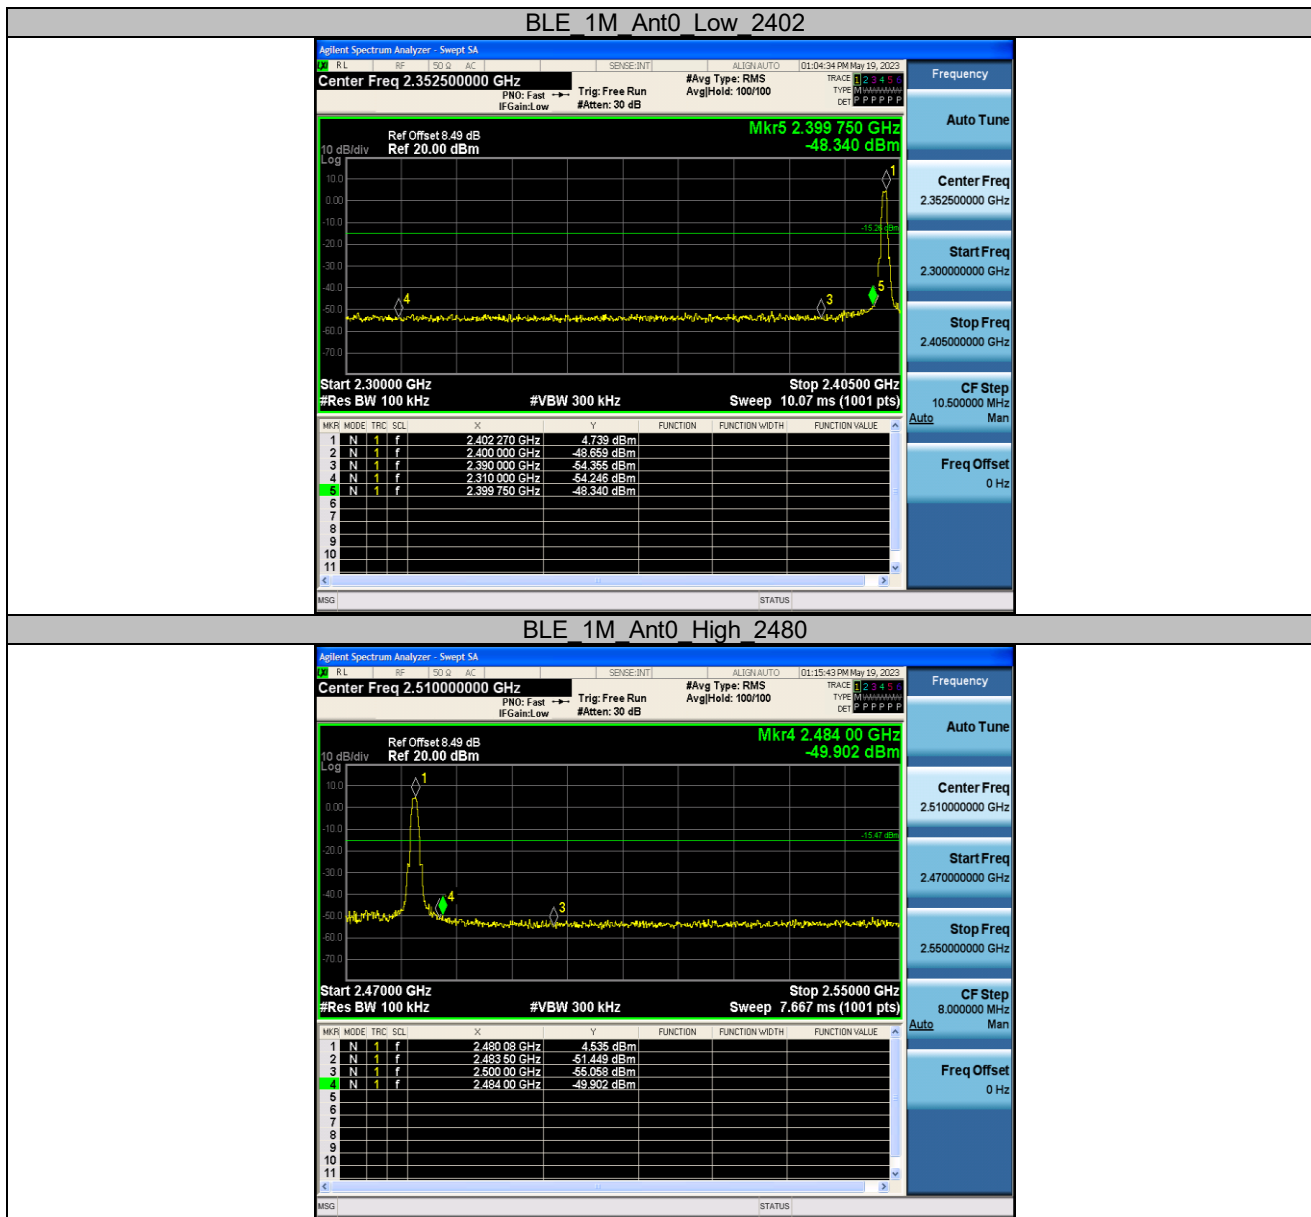 BLE_1M_Ant0_Low_2402
Agilent Spectrum Analyzer - Swept SA
RL RF 50 Ω AC SENSE:INT ALIGN AUTO 01:04:34 PM May 19, 2023
Center Freq 2.352500000 GHz
PNO: Fast
IFGain:Low
Trig: Free Run
#Atten: 30 dB
#Avg Type: RMS
Avg|Hold: 100/100
TRACE 1 2 3 4 5 6
TYPE M
DET P P P P P P
Ref Offset 8.49 dB
10 dB/div Ref 20.00 dBm
Log
Mkr5 2.399 750 GHz
-48.340 dBm
10.0
0.00
-10.0
-20.0
-30.0
-40.0
-50.0
-60.0
-70.0
1
-15.26 dBm
4
3
5
Start 2.30000 GHz Stop 2.40500 GHz
#Res BW 100 kHz #VBW 300 kHz Sweep 10.07 ms (1001 pts)
MKR MODE TRC SCL X Y FUNCTION FUNCTION WIDTH FUNCTION VALUE
1 N 1 f 2.402 270 GHz 4.739 dBm
2 N 1 f 2.400 000 GHz -48.659 dBm
3 N 1 f 2.390 000 GHz -54.355 dBm
4 N 1 f 2.310 000 GHz -54.246 dBm
5 N 1 f 2.399 750 GHz -48.340 dBm
6
7
8
9
10
11
MSG STATUS
Frequency
Auto Tune
Center Freq
2.352500000 GHz
Start Freq
2.300000000 GHz
Stop Freq
2.405000000 GHz
CF Step
10.500000 MHz
Auto Man
Freq Offset
0 Hz
BLE_1M_Ant0_High_2480
Agilent Spectrum Analyzer - Swept SA
RL RF 50 Ω AC SENSE:INT ALIGN AUTO 01:15:43 PM May 19, 2023
Center Freq 2.510000000 GHz
PNO: Fast
IFGain:Low
Trig: Free Run
#Atten: 30 dB
#Avg Type: RMS
Avg|Hold: 100/100
TRACE 1 2 3 4 5 6
TYPE M
DET P P P P P P
Ref Offset 8.49 dB
10 dB/div Ref 20.00 dBm
Log
Mkr4 2.484 00 GHz
-49.902 dBm
10.0
0.00
-10.0
-20.0
-30.0
-40.0
-50.0
-60.0
-70.0
1
-15.47 dBm
4
3
Start 2.47000 GHz Stop 2.55000 GHz
#Res BW 100 kHz #VBW 300 kHz Sweep 7.667 ms (1001 pts)
MKR MODE TRC SCL X Y FUNCTION FUNCTION WIDTH FUNCTION VALUE
1 N 1 f 2.480 08 GHz 4.535 dBm
2 N 1 f 2.483 50 GHz -51.449 dBm
3 N 1 f 2.500 00 GHz -55.058 dBm
4 N 1 f 2.484 00 GHz -49.902 dBm
5
6
7
8
9
10
11
MSG STATUS
Frequency
Auto Tune
Center Freq
2.510000000 GHz
Start Freq
2.470000000 GHz
Stop Freq
2.550000000 GHz
CF Step
8.000000 MHz
Auto Man
Freq Offset
0 Hz